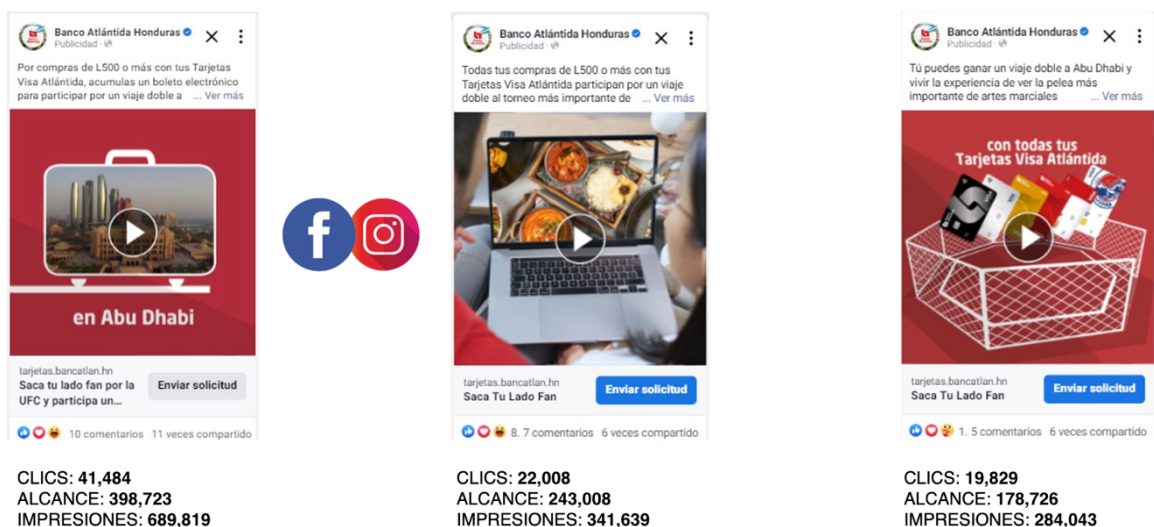 Banco Atlántida Honduras
Publicidad ·
Por compras de L500 o más con tus Tarjetas
Visa Atlántida, acumulas un boleto electrónico
para participar por un viaje doble a ... Ver más
en Abu Dhabi
tarjetas.bancatlan.hn
Saca tu lado fan por la
UFC y participa un...
Enviar solicitud
10 comentarios 11 veces compartido
CLICS: 41,484
ALCANCE: 398,723
IMPRESIONES: 689,819
Banco Atlántida Honduras
Publicidad ·
Todas tus compras de L500 o más con tus
Tarjetas Visa Atlántida participan por un viaje
doble al torneo más importante de ... Ver más
tarjetas.bancatlan.hn
Saca Tu Lado Fan
Enviar solicitud
8. 7 comentarios 6 veces compartido
CLICS: 22,008
ALCANCE: 243,008
IMPRESIONES: 341,639
Banco Atlántida Honduras
Publicidad ·
Tú puedes ganar un viaje doble a Abu Dhabi y
vivir la experiencia de ver la pelea más
importante de artes marciales ... Ver más
con todas tus
Tarjetas Visa Atlántida
tarjetas.bancatlan.hn
Saca Tu Lado Fan
Enviar solicitud
1. 5 comentarios 6 veces compartido
CLICS: 19,829
ALCANCE: 178,726
IMPRESIONES: 284,043